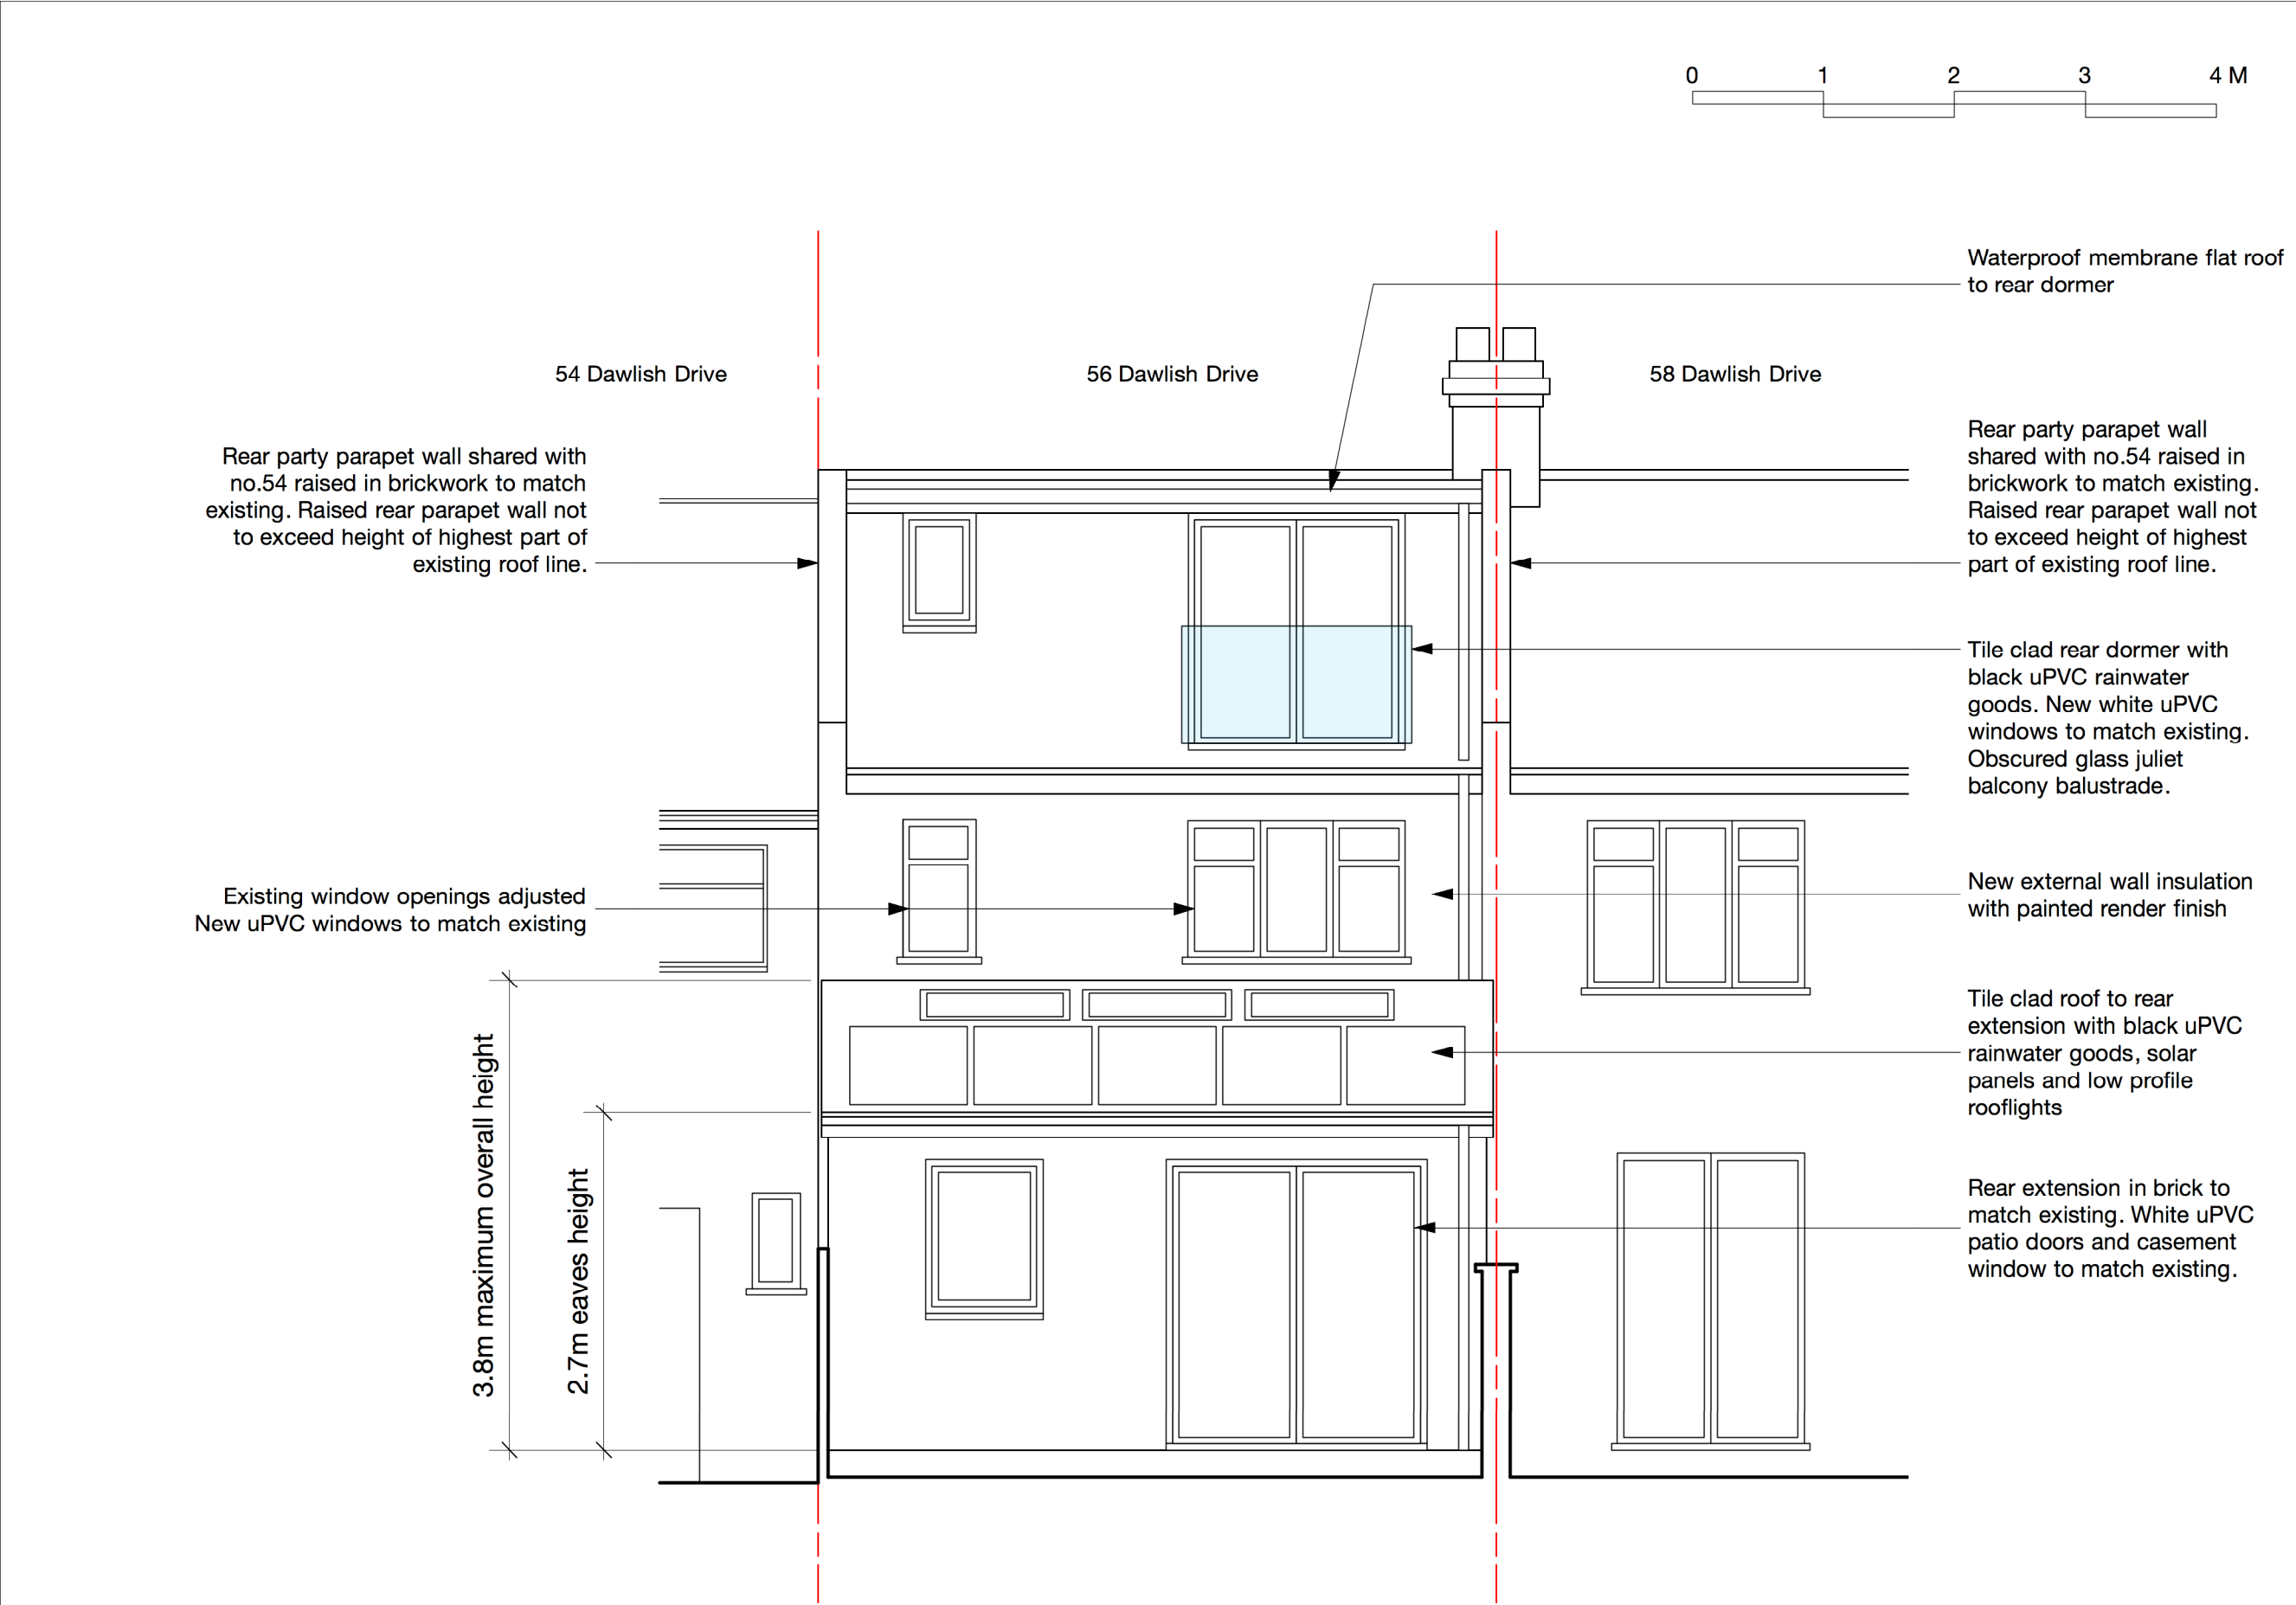 0 1 2 3 4 M
Waterproof membrane flat roof
to rear dormer
54 Dawlish Drive
56 Dawlish Drive
58 Dawlish Drive
Rear party parapet wall shared with
no.54 raised in brickwork to match
existing. Raised rear parapet wall not
to exceed height of highest part of
existing roof line.
Rear party parapet wall
shared with no.54 raised in
brickwork to match existing.
Raised rear parapet wall not
to exceed height of highest
part of existing roof line.
Tile clad rear dormer with
black uPVC rainwater
goods. New white uPVC
windows to match existing.
Obscured glass juliet
balcony balustrade.
Existing window openings adjusted
New uPVC windows to match existing
New external wall insulation
with painted render finish
Tile clad roof to rear
extension with black uPVC
rainwater goods, solar
panels and low profile
rooflights
3.8m maximum overall height
2.7m eaves height
Rear extension in brick to
match existing. White uPVC
patio doors and casement
window to match existing.